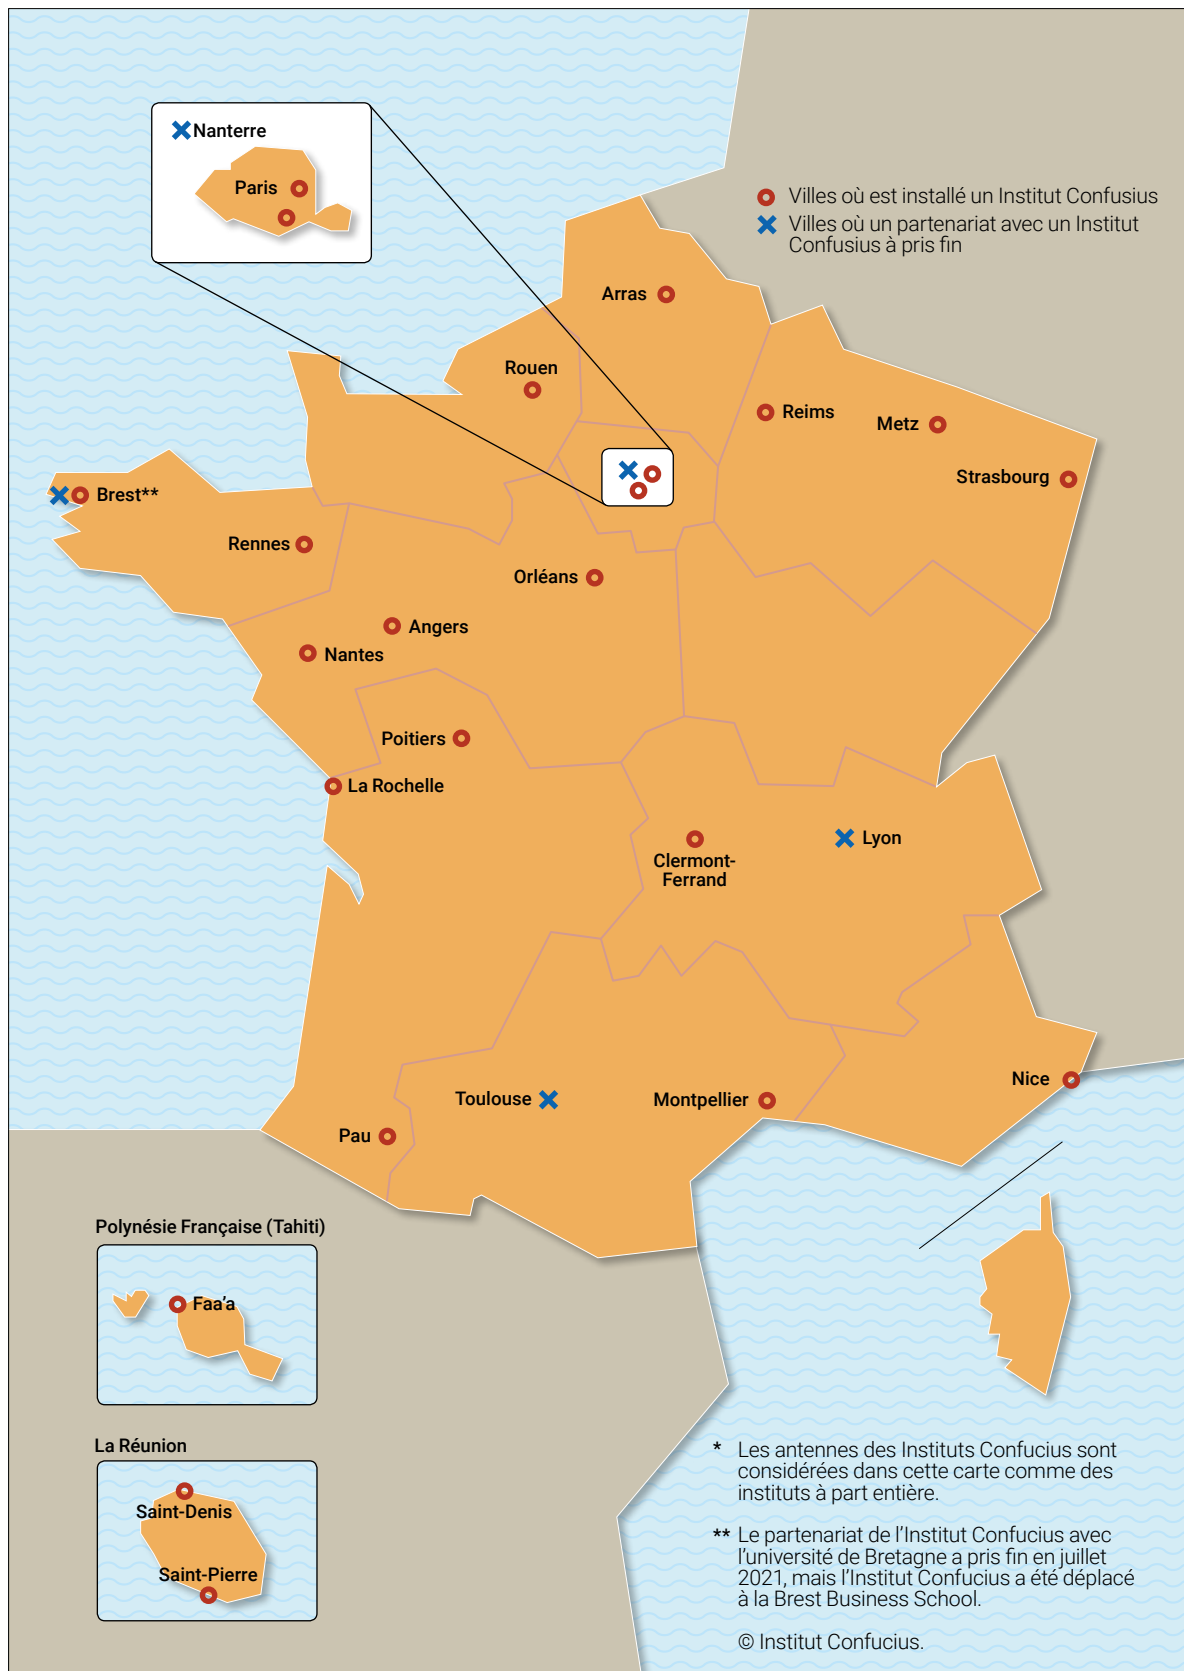 Nanterre
Paris
Villes où est installé un Institut Confusius
Villes où un partenariat avec un Institut
Confusius à pris fin
Arras
Rouen
Reims
Metz
Strasbourg
Brest**
Rennes
Orléans
Angers
Nantes
Poitiers
La Rochelle
Clermont-
Ferrand
Lyon
Nice
Toulouse
Montpellier
Pau
Polynésie Française (Tahiti)
Faa'a
La Réunion
Saint-Denis
Saint-Pierre
* Les antennes des Instituts Confucius sont
considérées dans cette carte comme des
instituts à part entière.
** Le partenariat de l'Institut Confucius avec
l'université de Bretagne a pris fin en juillet
2021, mais l'Institut Confucius a été déplacé
à la Brest Business School.
© Institut Confucius.